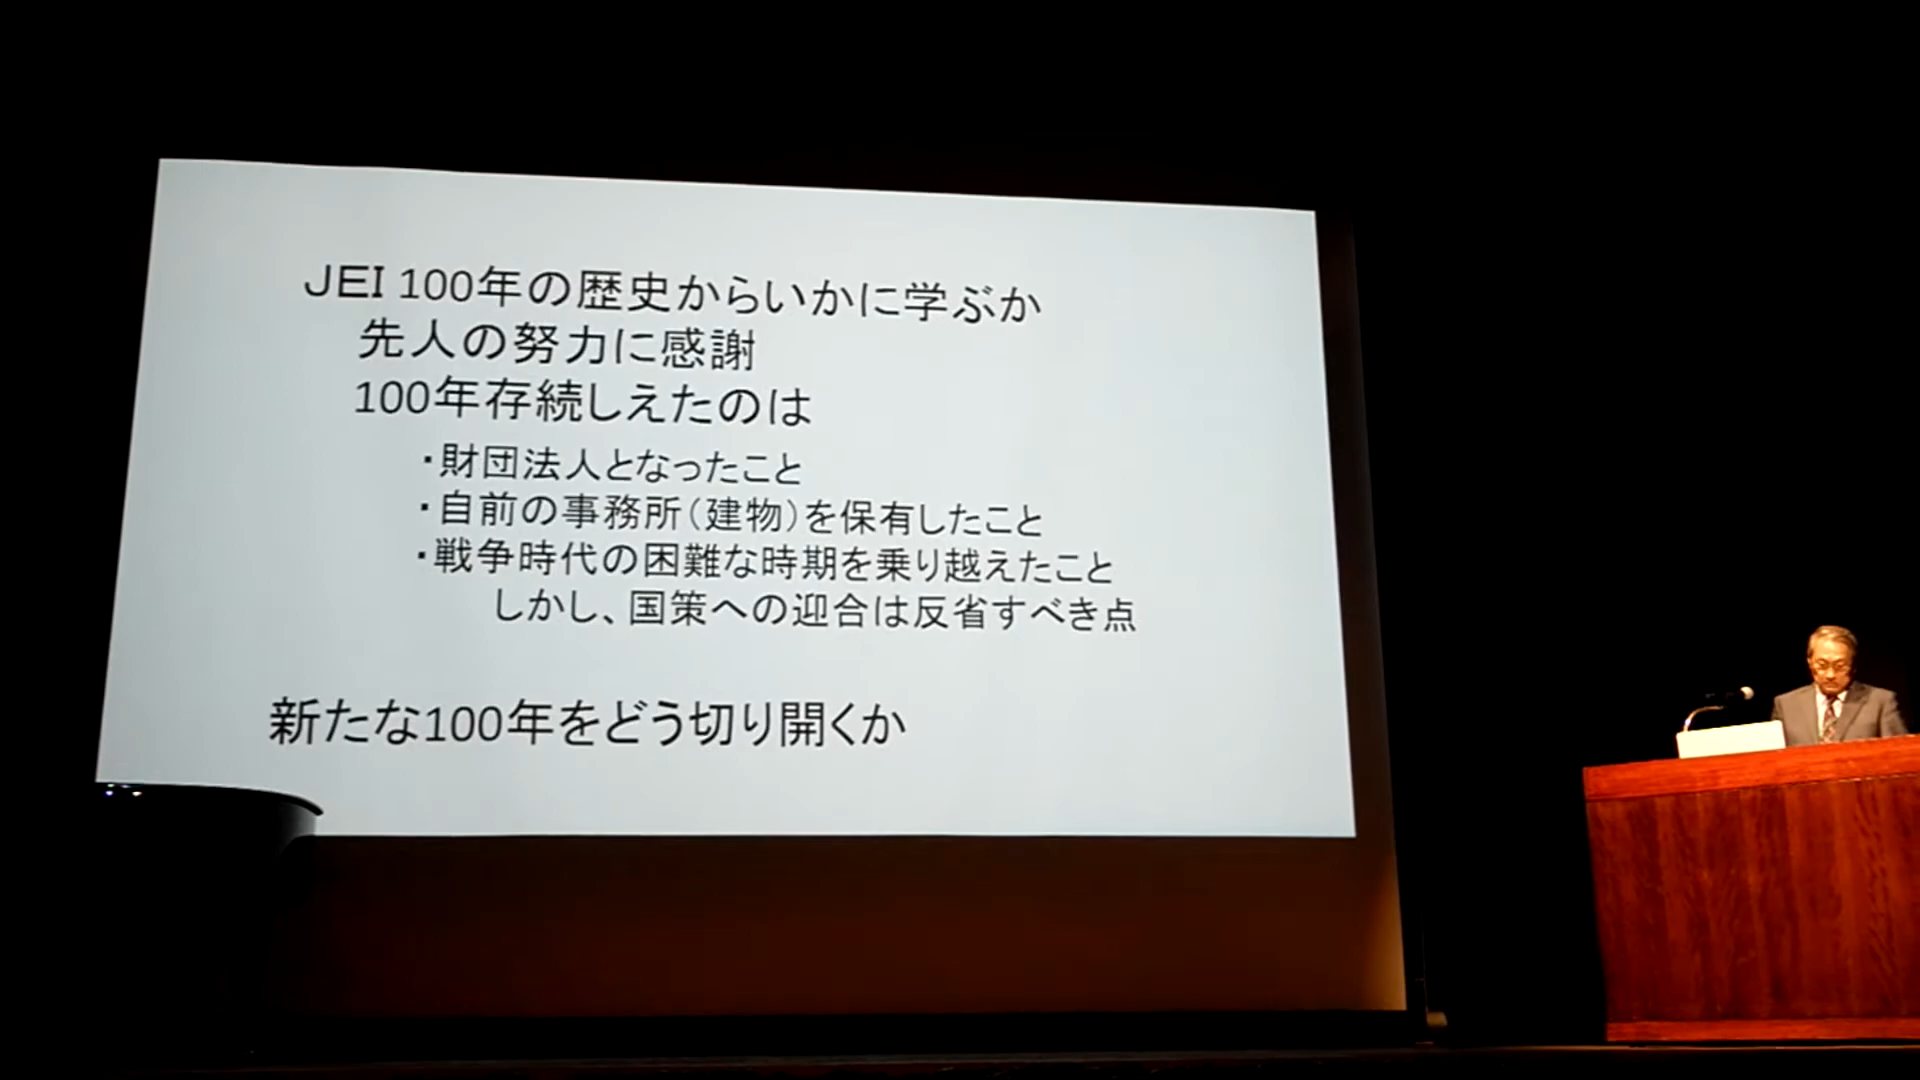 JEI 100年の歴史からいかに学ぶか
先人の努力に感謝
100年存続しえたのは
・財団法人となったこと
・自前の事務所(建物)を保有したこと
・戦争時代の困難な時期を乗り越えたこと
しかし、国策への迎合は反省すべき点
新たな100年をどう切り開くか